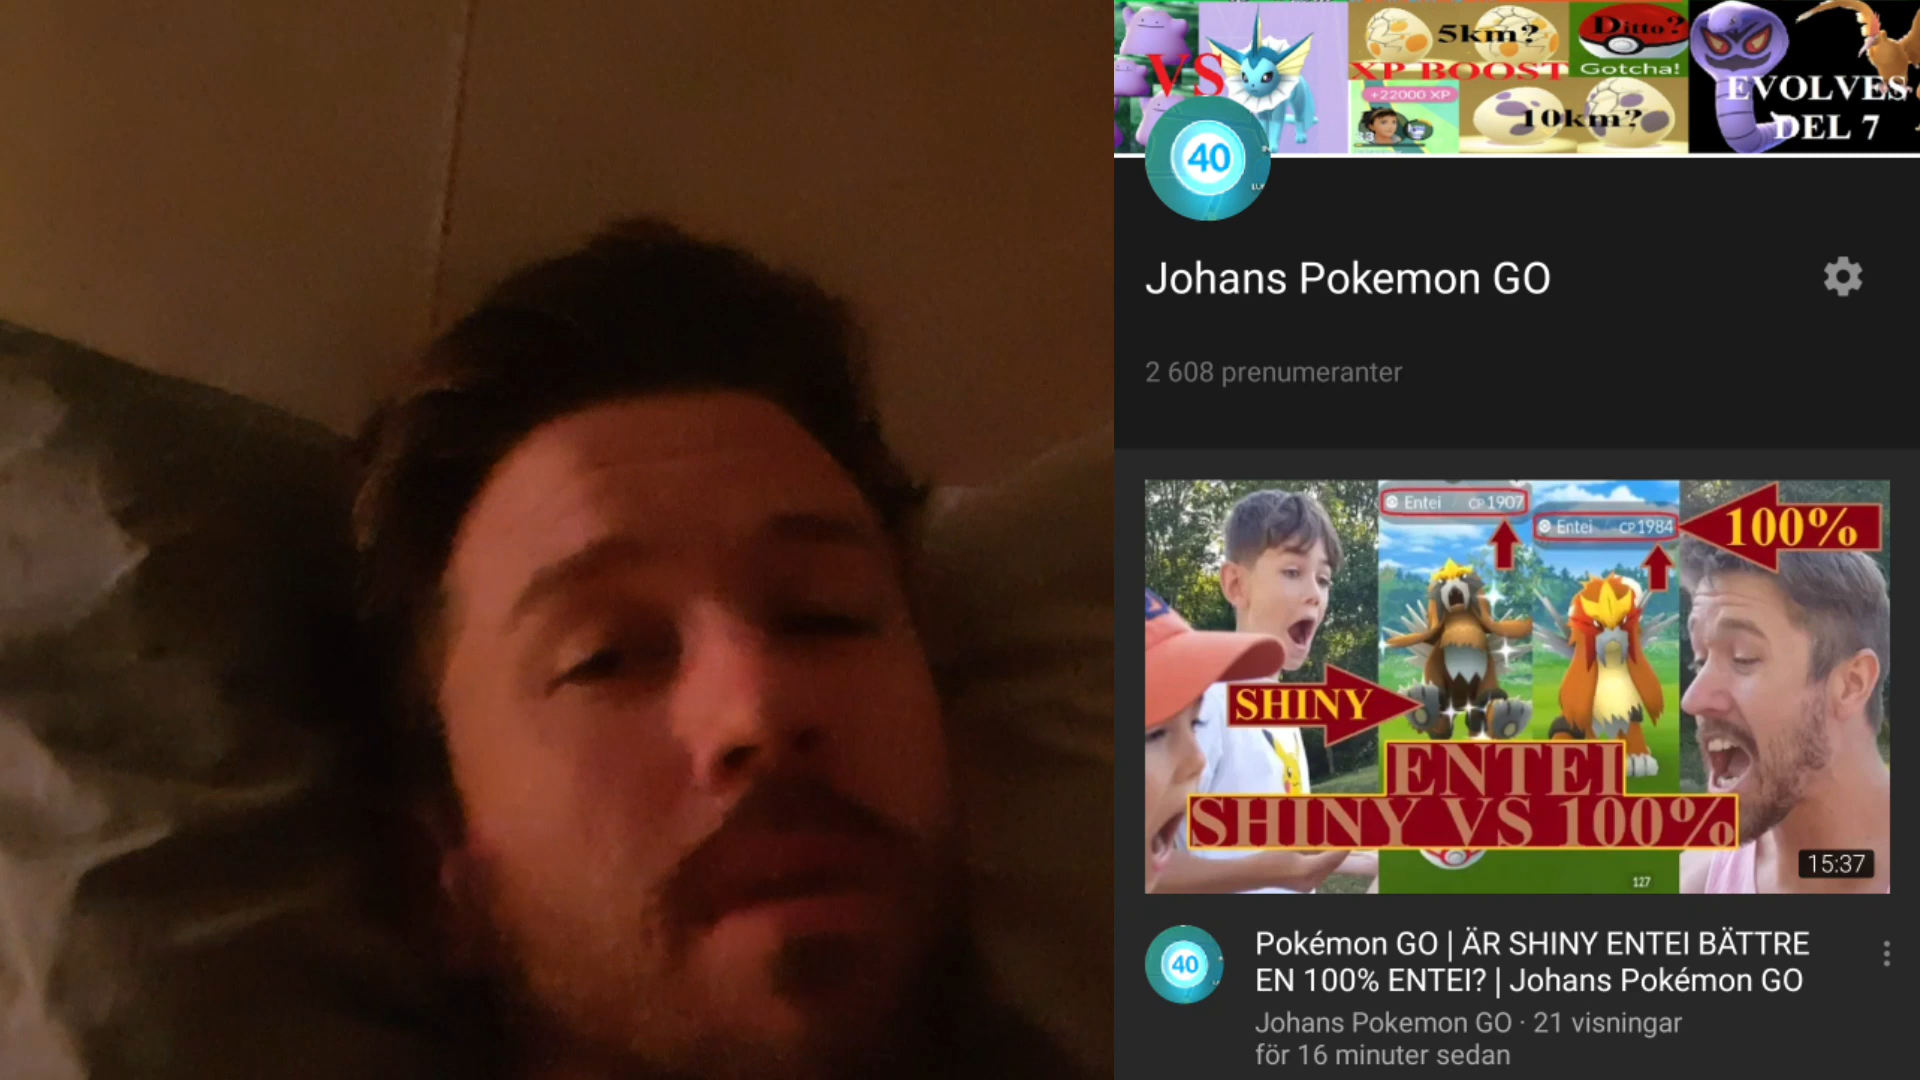 VS
5km?
XP BOOST
+22000 XP
Ditto?
Gotcha!
10km?
EVOLVES
DEL 7
40
Johans Pokemon GO
2 608 prenumeranter
Entei CP1907
Entei CP1984
100%
SHINY
ENTEI
SHINY VS 100%
127
15:37
40
Pokémon GO | ÄR SHINY ENTEI BÄTTRE
EN 100% ENTEI? | Johans Pokémon GO
Johans Pokemon GO · 21 visningar
för 16 minuter sedan